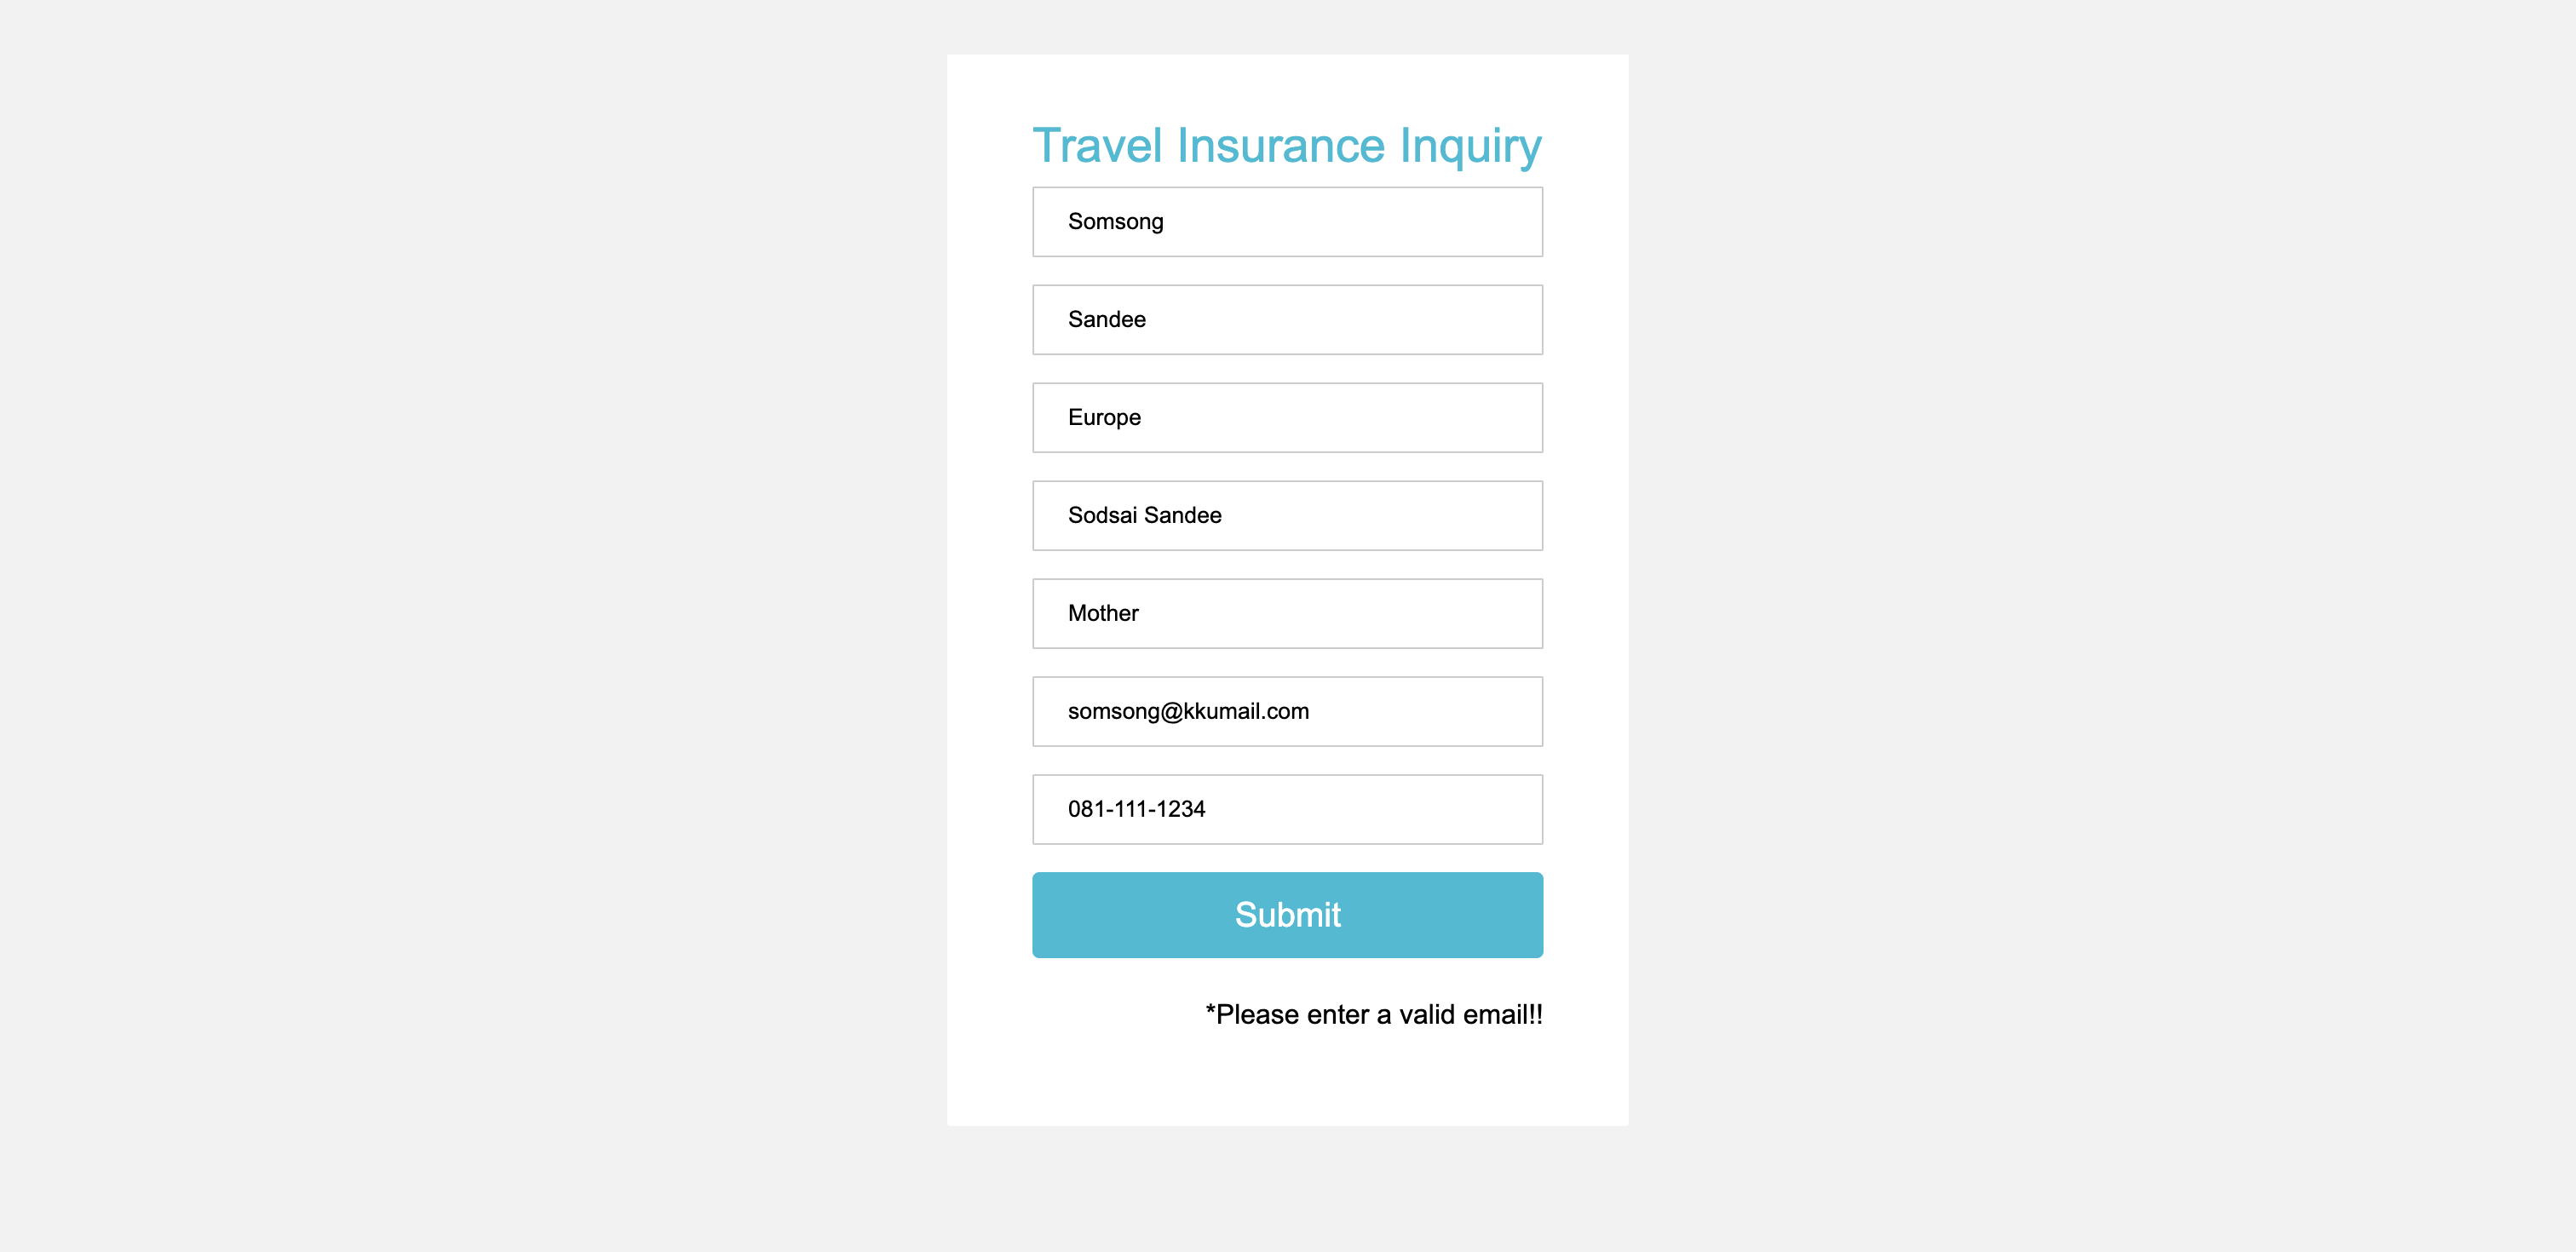 Travel Insurance Inquiry
Somsong
Sandee
Europe
Sodsai Sandee
Mother
somsong@kkumail.com
081-111-1234
Submit
*Please enter a valid email!!